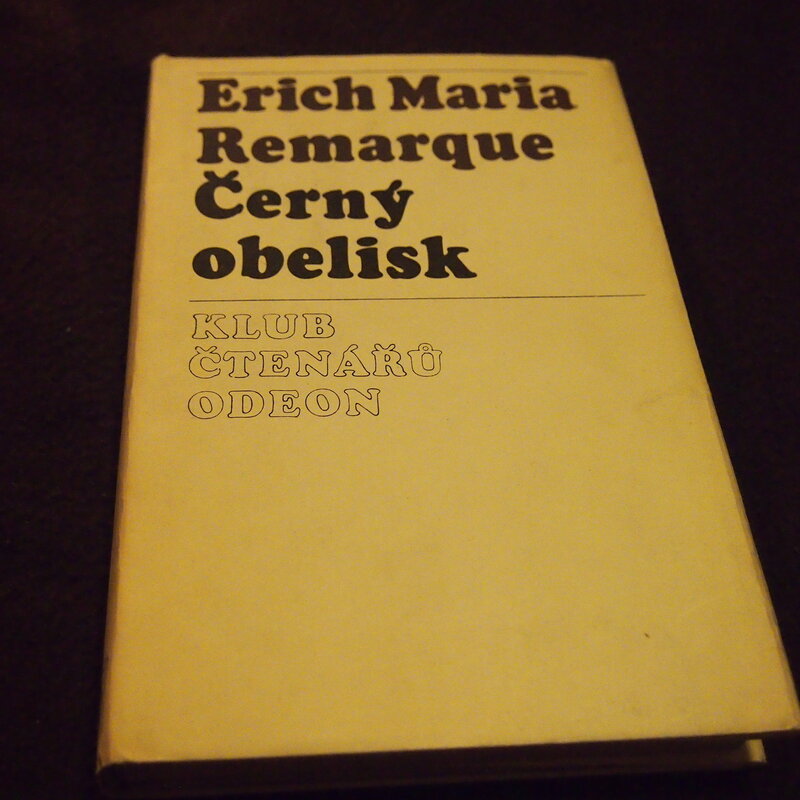 Erich Maria
Remarque
Černý
obelisk
KLUB
ČTENÁŘŮ
ODEON